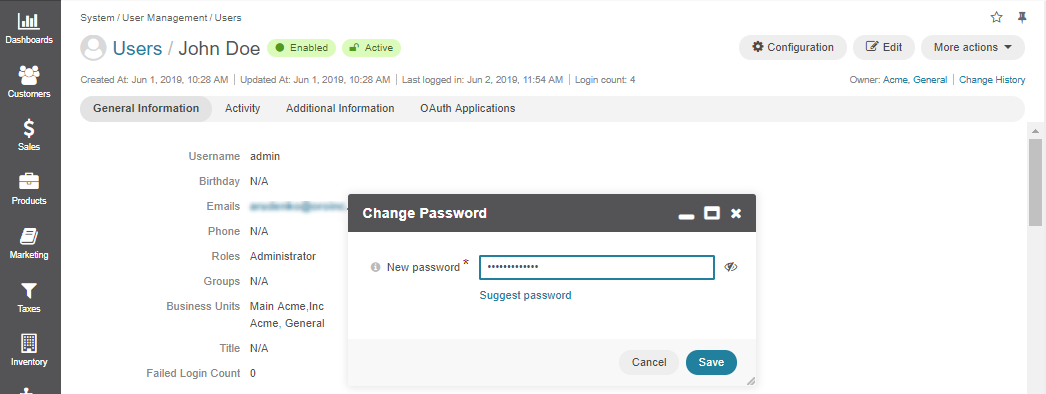 System / User Management / Users
Users / John Doe Enabled Active
Configuration Edit More actions
Created At: Jun 1, 2019, 10:28 AM Updated At: Jun 1, 2019, 10:28 AM Last logged in: Jun 2, 2019, 11:54 AM Login count: 4
Owner: Acme, General Change History
General Information Activity Additional Information OAuth Applications
Dashboards
Customers
Sales
Products
Marketing
Taxes
Inventory
Username admin
Birthday N/A
Emails
Phone N/A
Roles Administrator
Groups N/A
Business Units Main Acme,Inc
Acme, General
Title N/A
Failed Login Count 0
Change Password
New password * •••••••••••••
Suggest password
Cancel Save